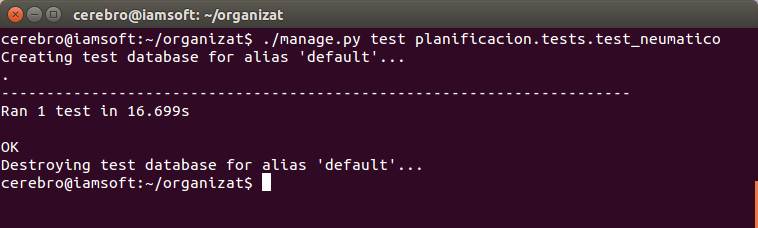 cerebro@iamsoft: ~/organizat
cerebro@iamsoft:~/organizat$ ./manage.py test planificacion.tests.test_neumatico
Creating test database for alias 'default'...
.
----------------------------------------------------------------------
Ran 1 test in 16.699s

OK
Destroying test database for alias 'default'...
cerebro@iamsoft:~/organizat$